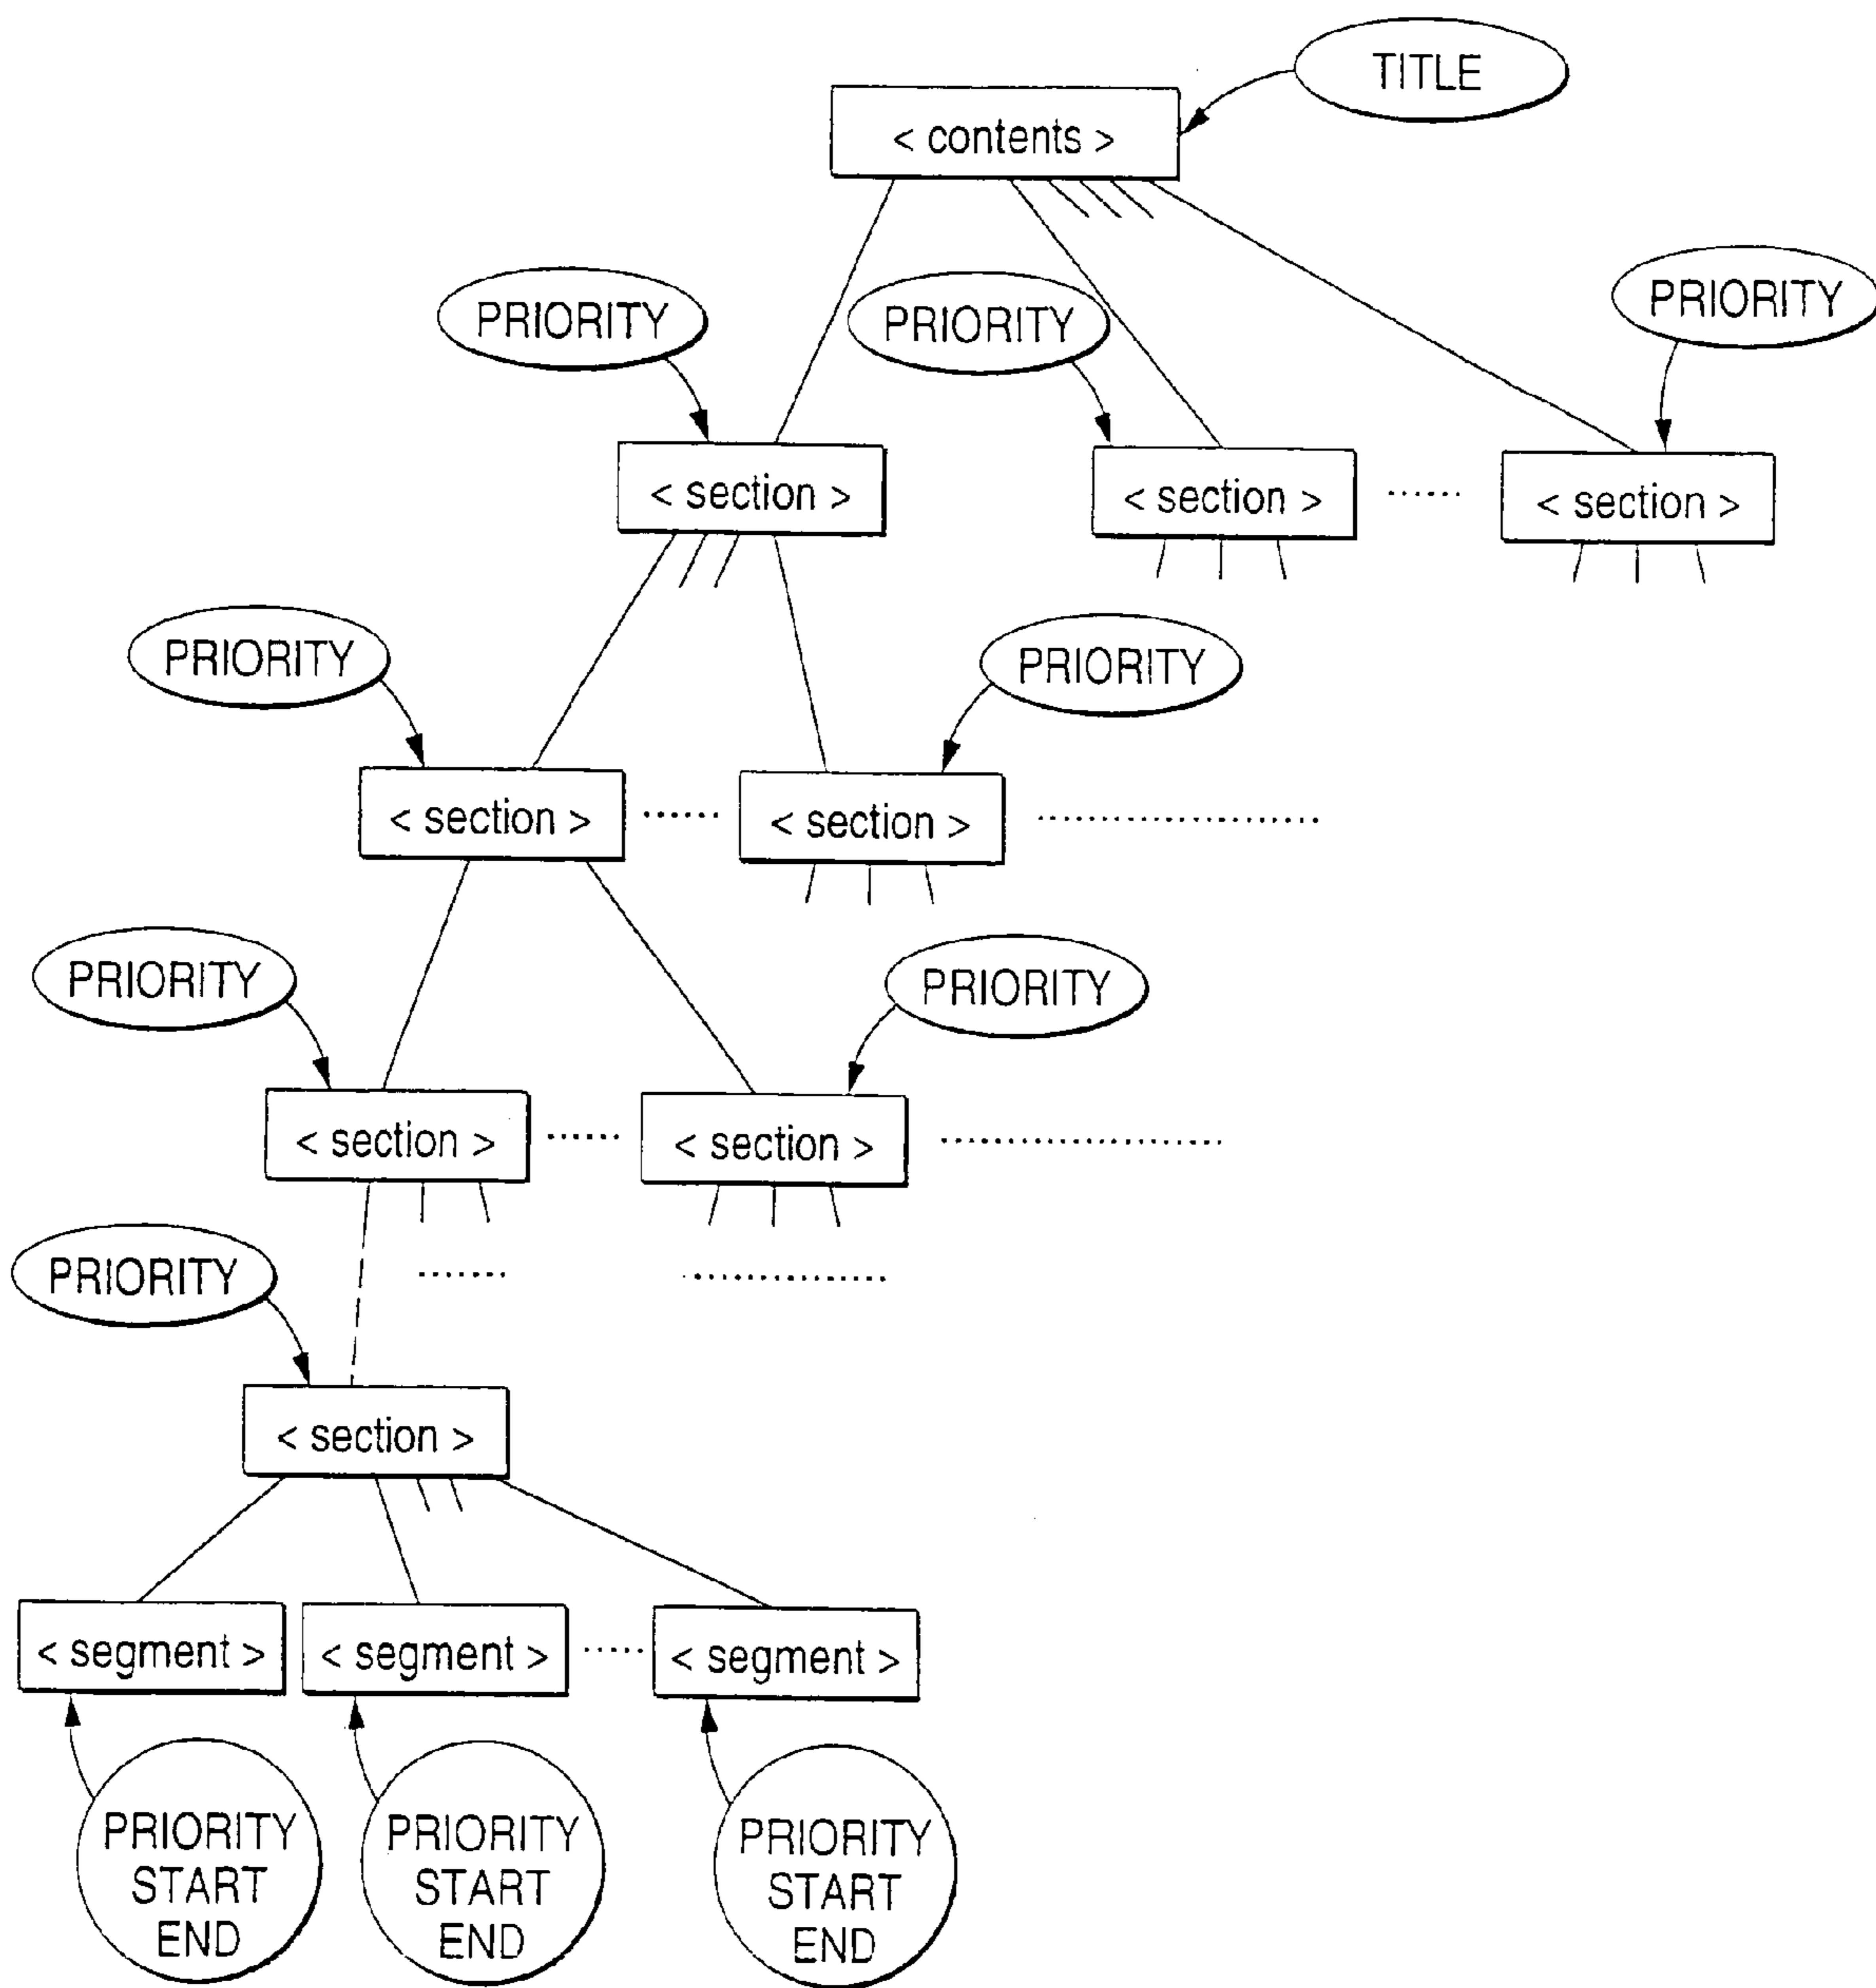 TITLE
< contents >
PRIORITY
PRIORITY
PRIORITY
< section >
< section >
......
< section >
PRIORITY
PRIORITY
< section >
......
< section >
......................
PRIORITY
PRIORITY
< section >
......
< section >
......................
PRIORITY
.......
................
< section >
< segment >
< segment >
.....
< segment >
PRIORITY
START
END
PRIORITY
START
END
PRIORITY
START
END